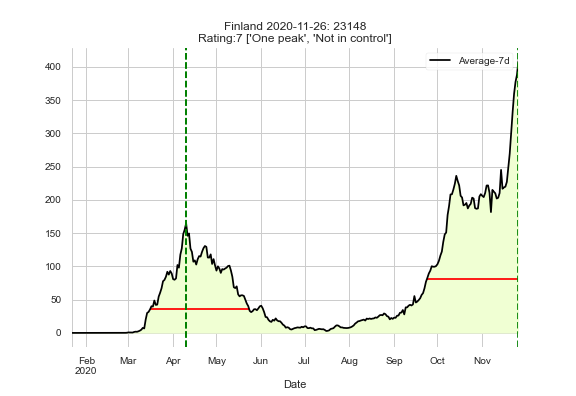 Finland 2020-11-26: 23148
Rating:7 ['One peak', 'Not in control']
Average-7d
400
350
300
250
200
150
100
50
0
Feb Mar Apr May Jun Jul Aug Sep Oct Nov
2020
Date